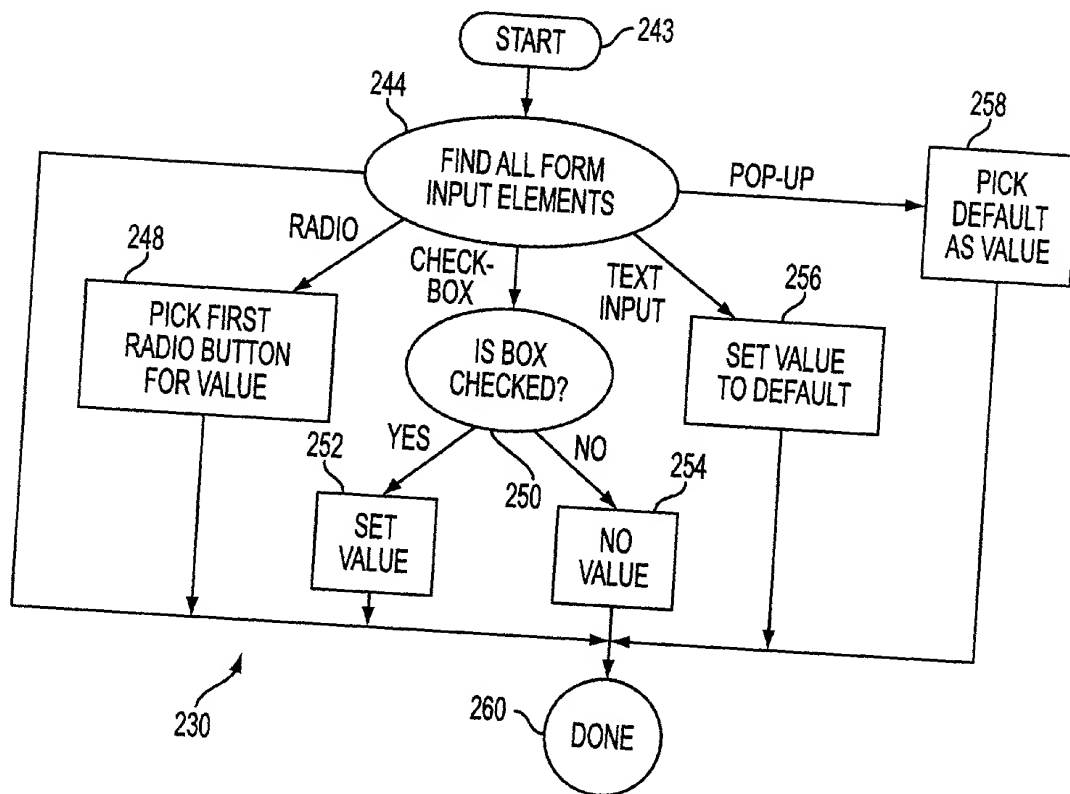 START
243
244
FIND ALL FORM
INPUT ELEMENTS
POP-UP
258
PICK
DEFAULT
AS VALUE
RADIO
248
PICK FIRST
RADIO BUTTON
FOR VALUE
CHECK-
BOX
TEXT
INPUT
256
SET VALUE
TO DEFAULT
IS BOX
CHECKED?
250
YES
NO
252
SET
VALUE
254
NO
VALUE
230
260
DONE